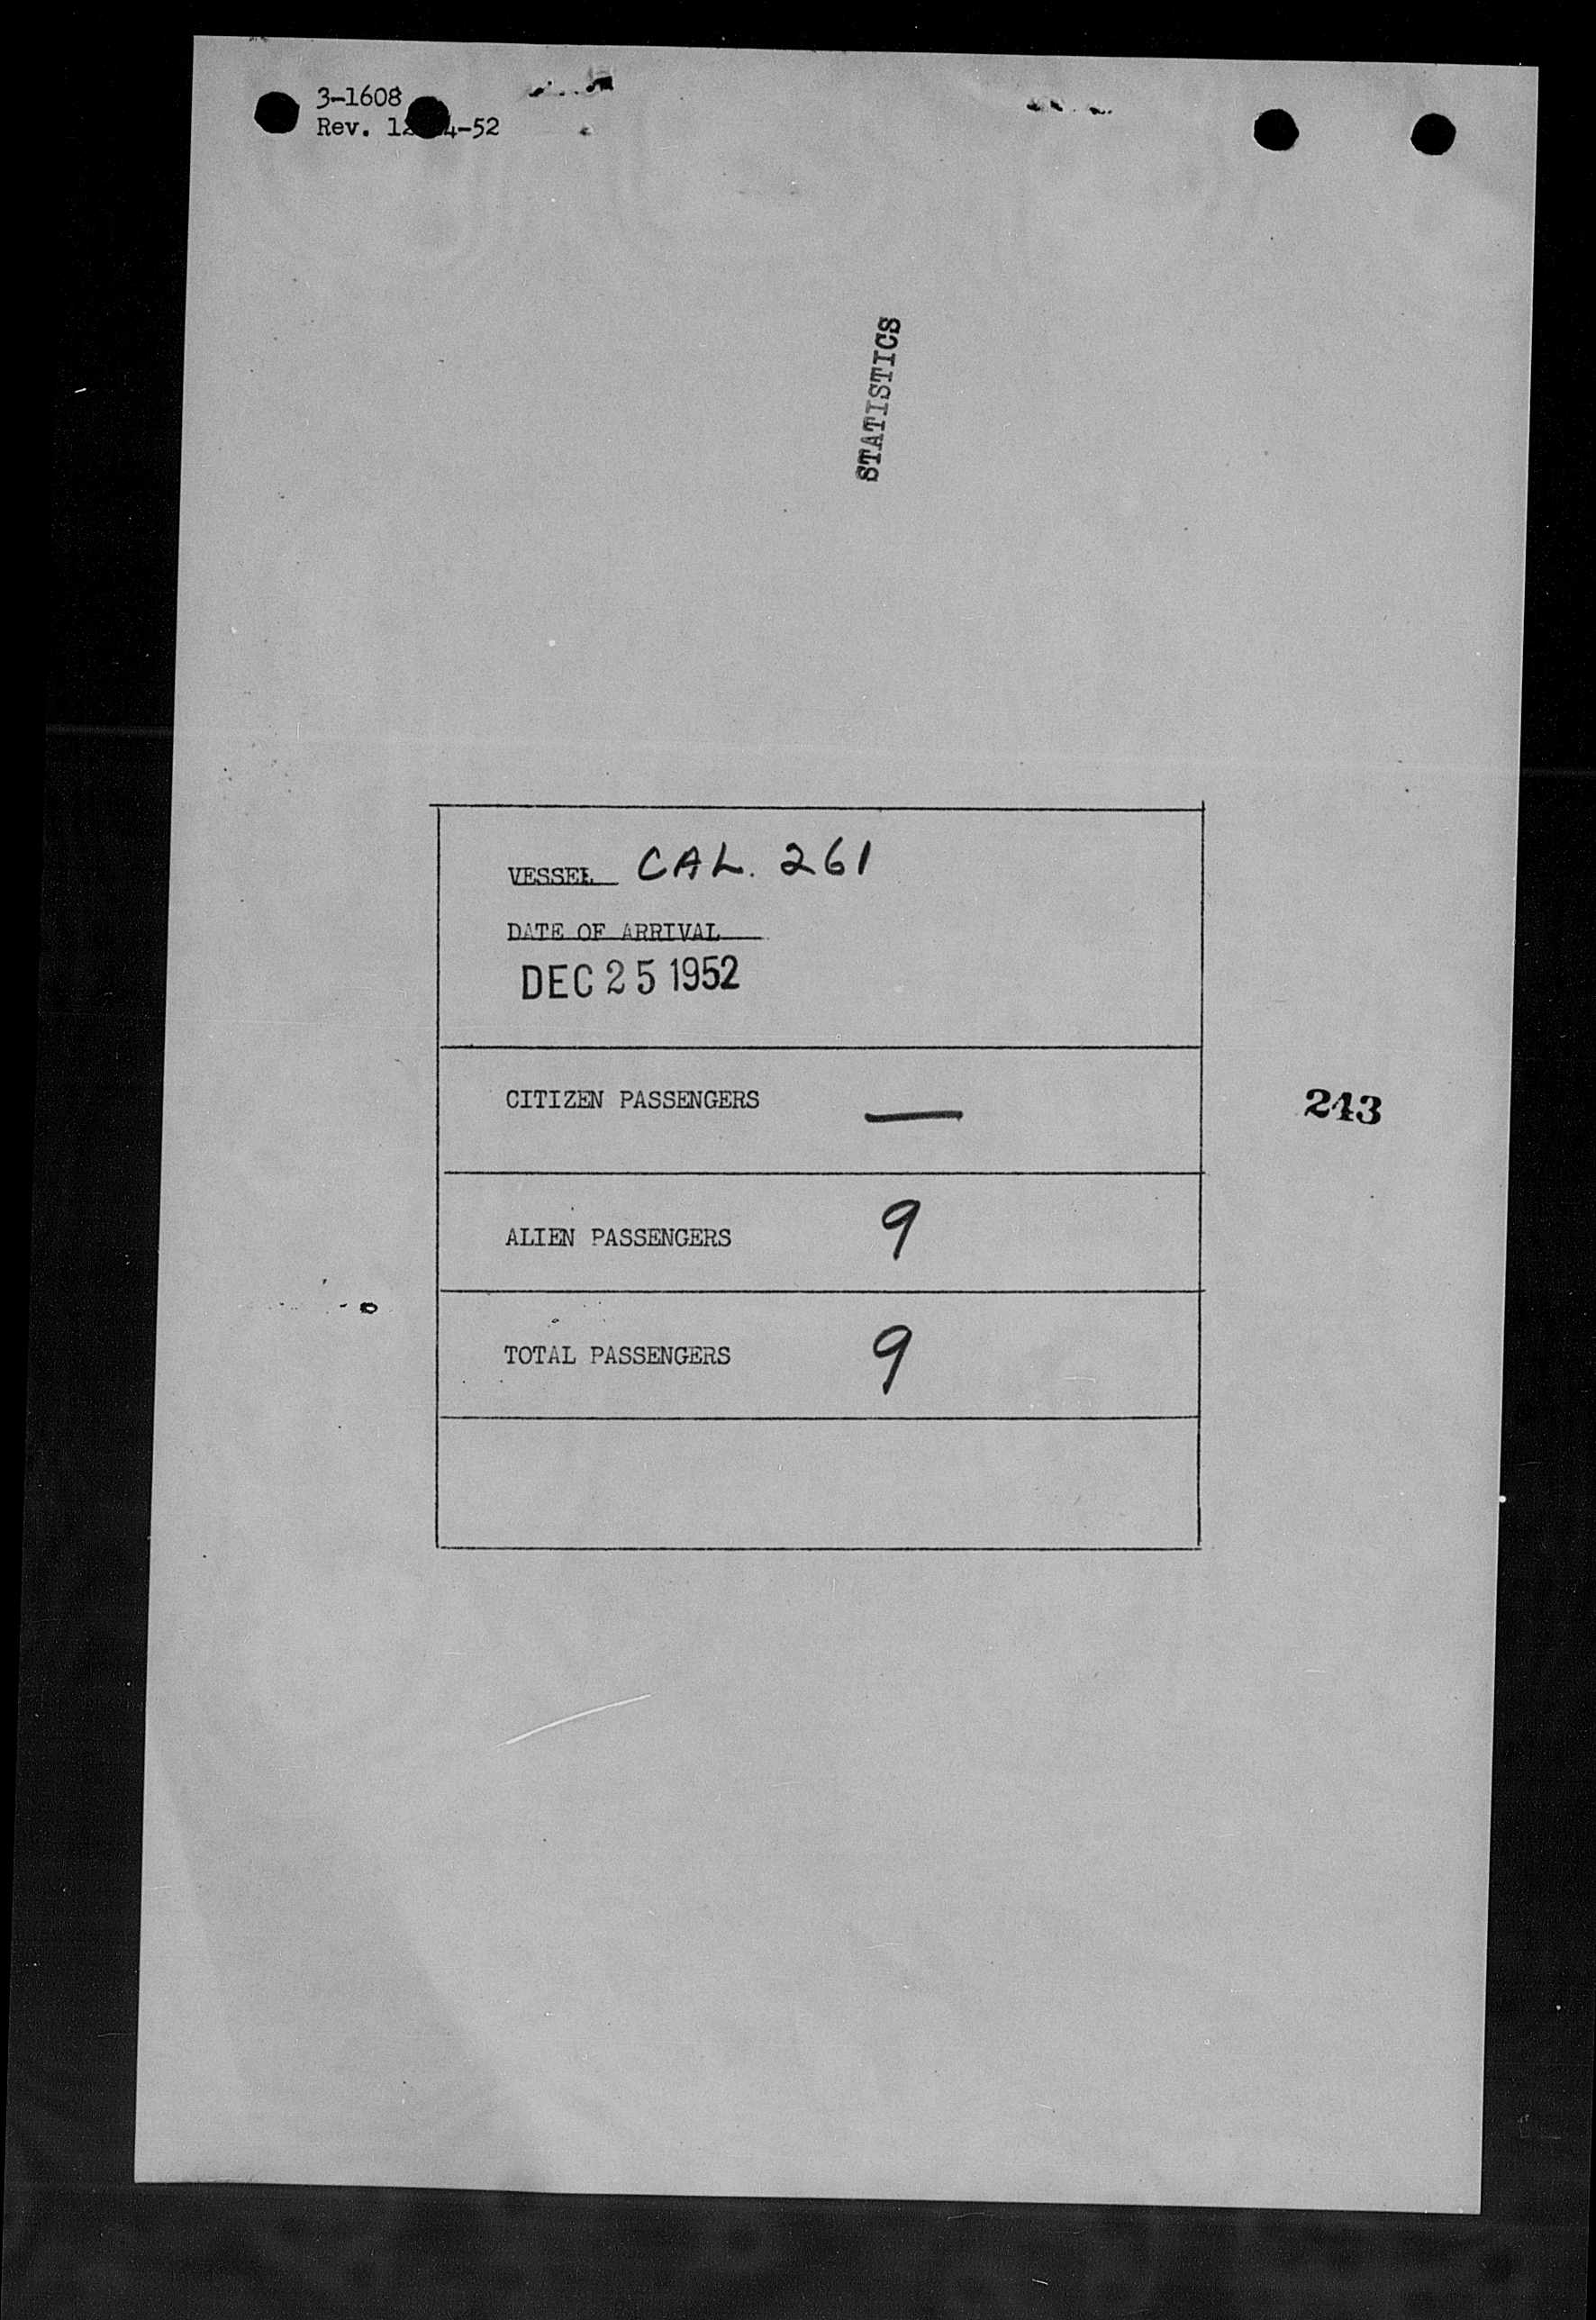 3-1608
Rev.
STATISTICS
VESSEL CAL. 261
DATE OF ARRIVAL
DEC 25 1952
CITIZEN PASSENGERS —
243
ALIEN PASSENGERS 9
TOTAL PASSENGERS 9